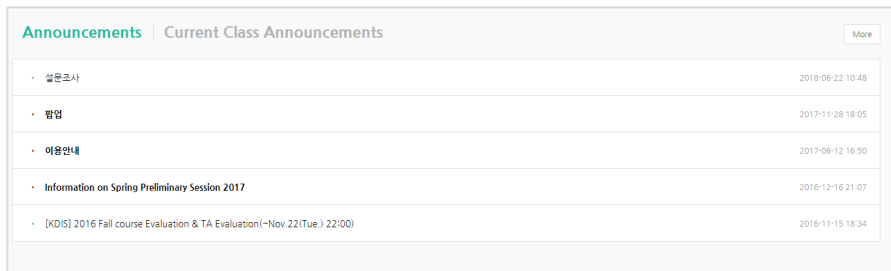 Announcements Current Class Announcements More
설문조사 2018-06-22 10:48
팝업 2017-11-28 18:05
이용안내 2017-06-12 16:50
Information on Spring Preliminary Session 2017 2016-12-16 21:07
[KDIS] 2016 Fall course Evaluation & TA Evaluation(~Nov.22(Tue.) 22:00) 2016-11-15 18:34